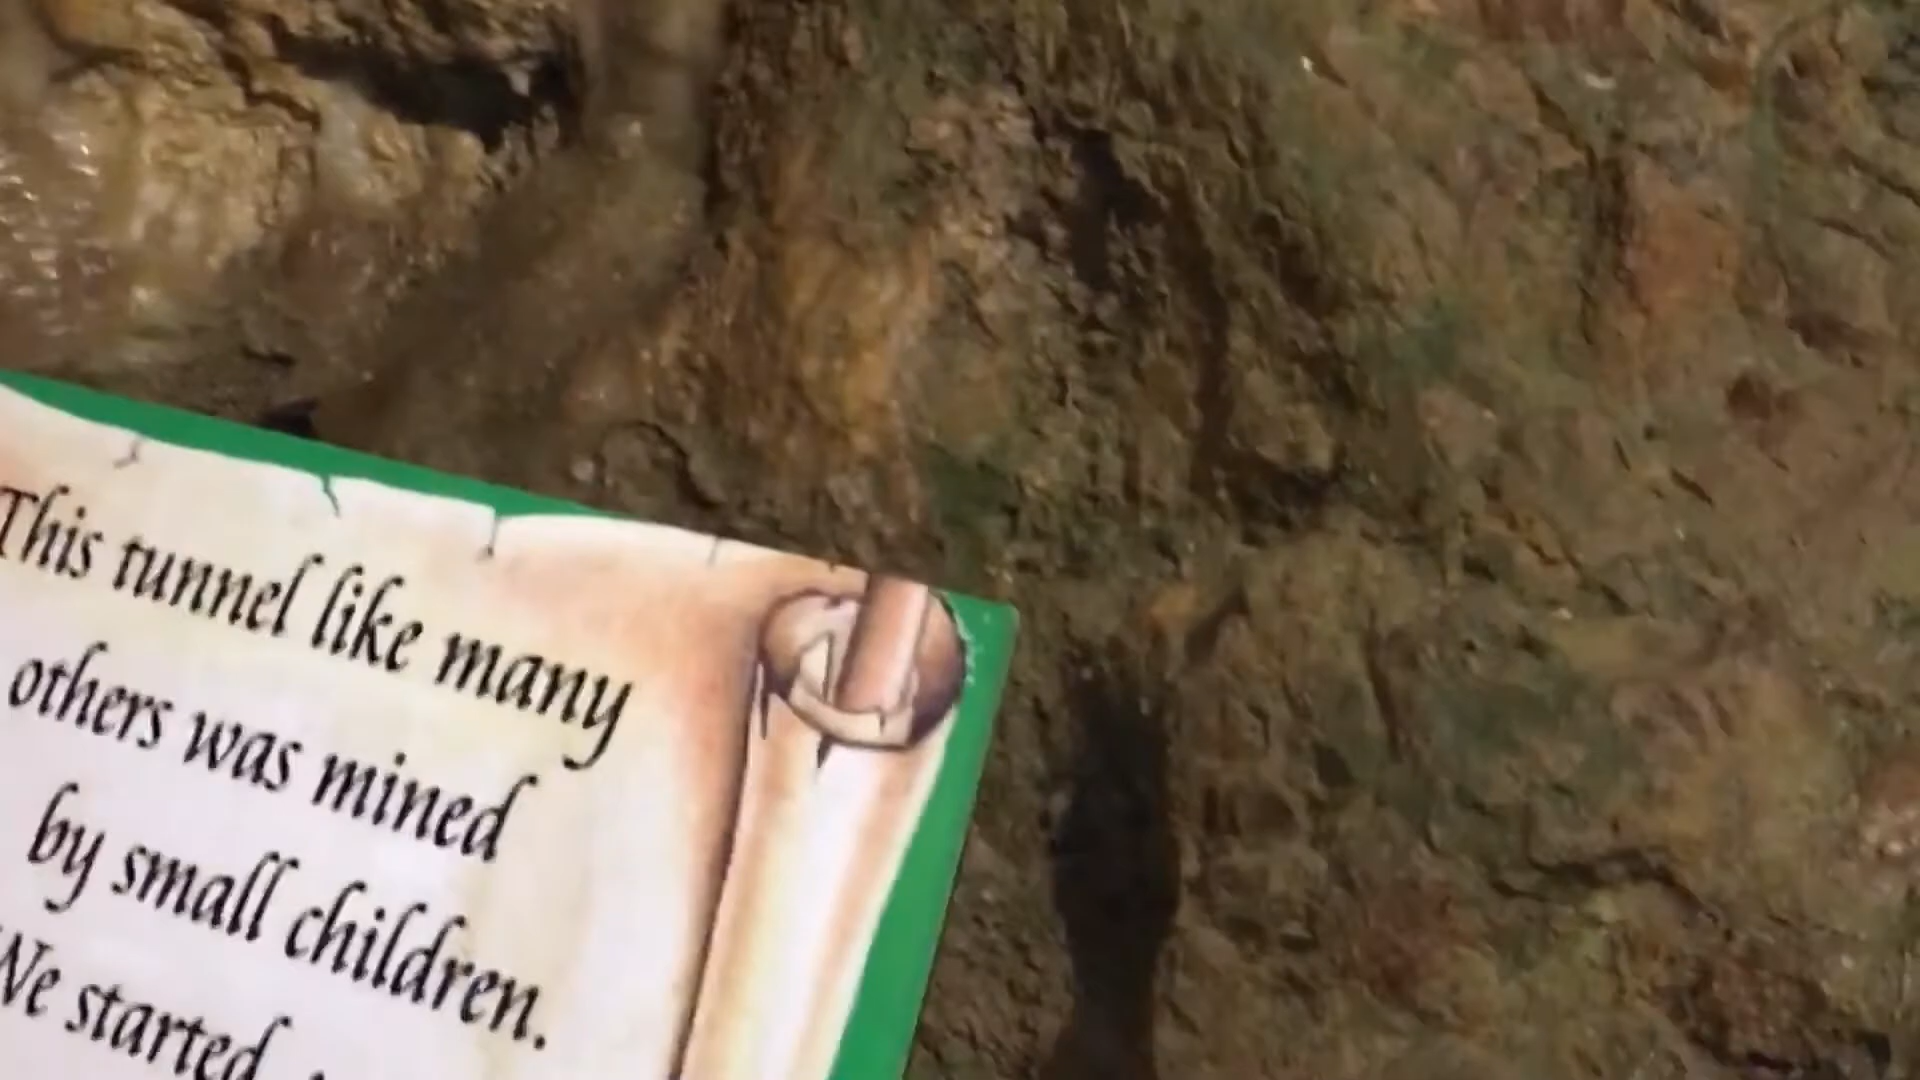 This tunnel like many
others was mined
by small children.
We started